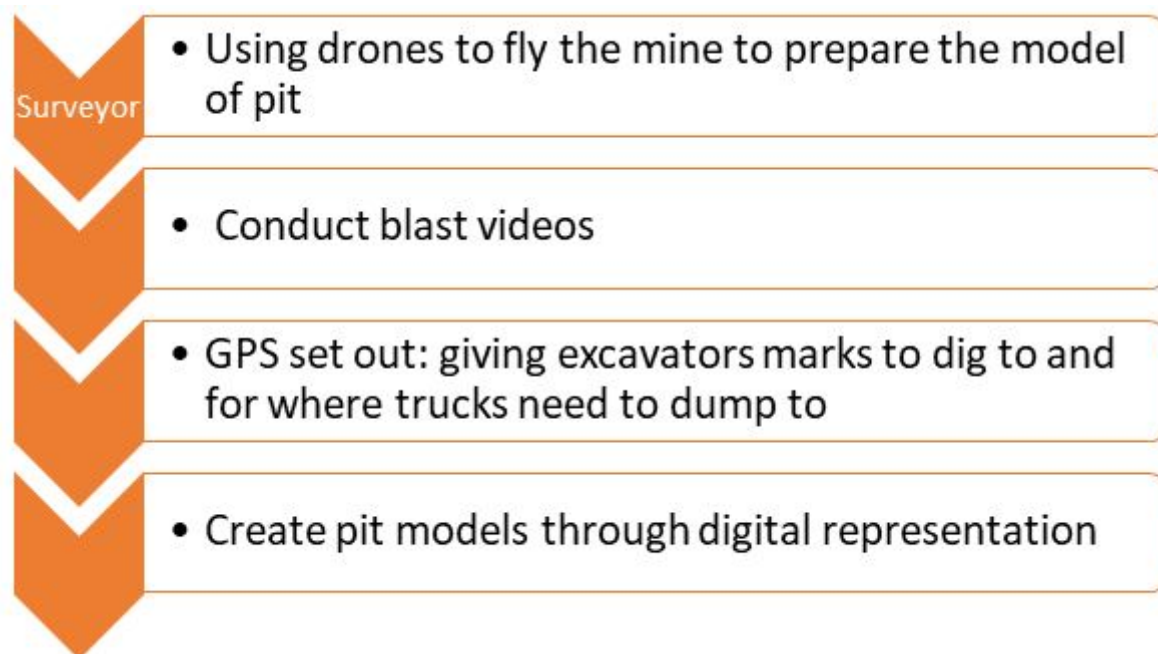 Surveyor
• Using drones to fly the mine to prepare the model
of pit
• Conduct blast videos
• GPS set out: giving excavators marks to dig to and
for where trucks need to dump to
• Create pit models through digital representation